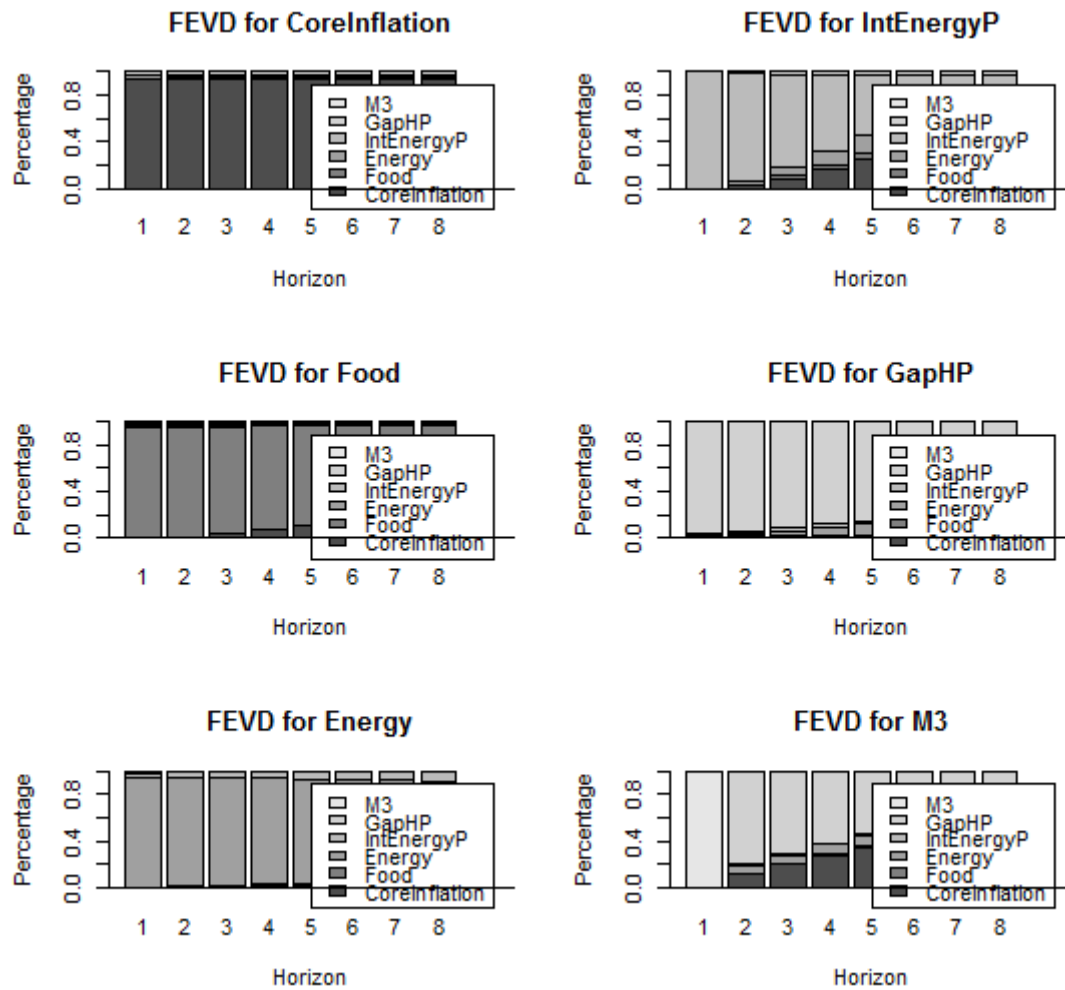 FEVD for CoreInflation
Percentage
0.0 0.4 0.8
M3
GapHP
IntEnergyP
Energy
Food
CoreInflation
1 2 3 4 5 6 7 8
Horizon
FEVD for IntEnergyP
Percentage
0.0 0.4 0.8
M3
GapHP
IntEnergyP
Energy
Food
CoreInflation
1 2 3 4 5 6 7 8
Horizon
FEVD for Food
Percentage
0.0 0.4 0.8
M3
GapHP
IntEnergyP
Energy
Food
CoreInflation
1 2 3 4 5 6 7 8
Horizon
FEVD for GapHP
Percentage
0.0 0.4 0.8
M3
GapHP
IntEnergyP
Energy
Food
CoreInflation
1 2 3 4 5 6 7 8
Horizon
FEVD for Energy
Percentage
0.0 0.4 0.8
M3
GapHP
IntEnergyP
Energy
Food
CoreInflation
1 2 3 4 5 6 7 8
Horizon
FEVD for M3
Percentage
0.0 0.4 0.8
M3
GapHP
IntEnergyP
Energy
Food
CoreInflation
1 2 3 4 5 6 7 8
Horizon